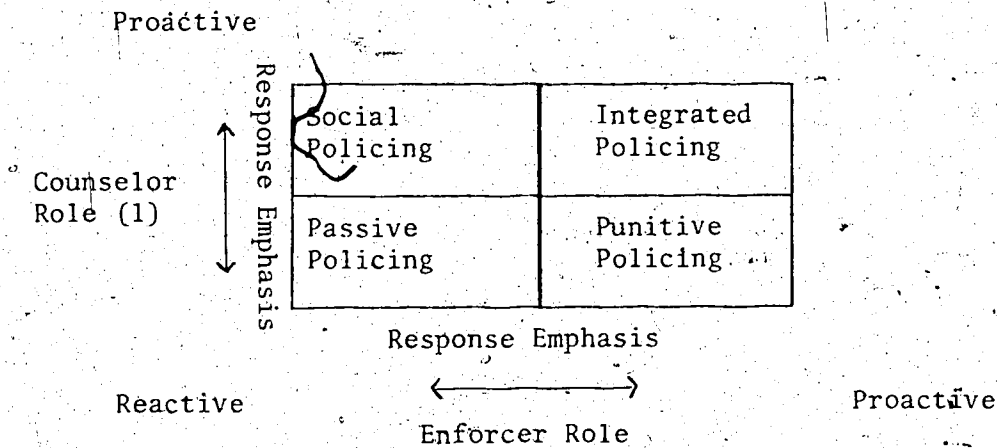 Proactive
Response Emphasis
Social
Policing
Integrated
Policing
Counselor
Role (1)
Passive
Policing
Punitive
Policing
Response Emphasis
Reactive
Proactive
Enforcer Role